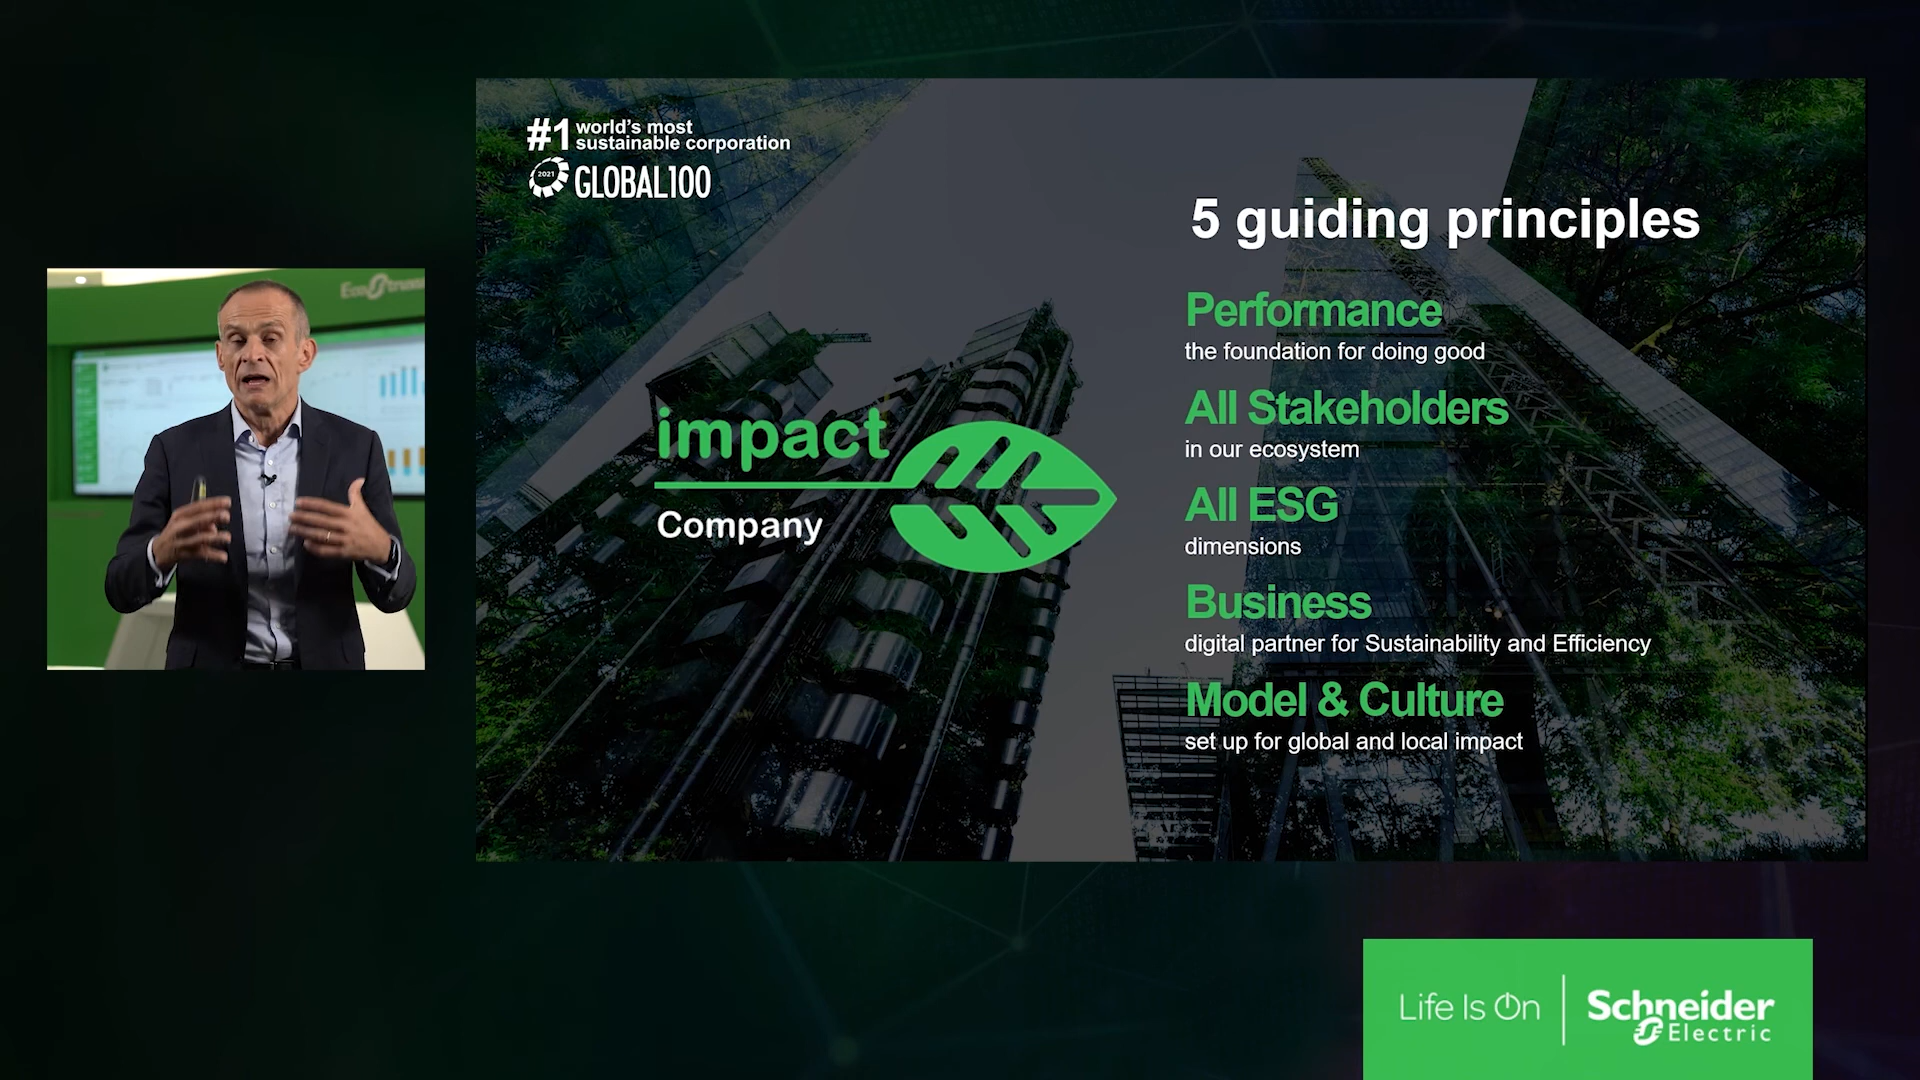 #1 world's most
sustainable corporation
2021
GLOBAL100
5 guiding principles
Performance
the foundation for doing good
All Stakeholders
in our ecosystem
All ESG
dimensions
Business
digital partner for Sustainability and Efficiency
Model & Culture
set up for global and local impact
impact
Company
Life Is On
Schneider
Electric